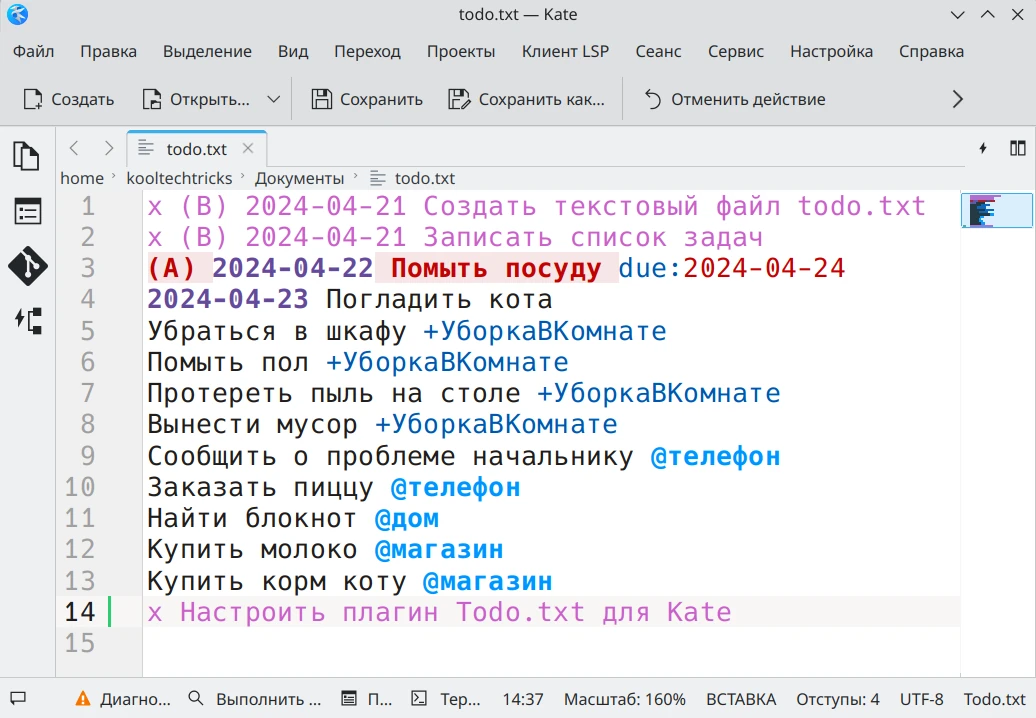 todo.txt — Kate
Файл Правка Выделение Вид Переход Проекты Клиент LSP Сеанс Сервис Настройка Справка
Создать Открыть... Сохранить Сохранить как... Отменить действие
todo.txt
home kooltechtricks Документы todo.txt
1 x (B) 2024-04-21 Создать текстовый файл todo.txt
2 x (B) 2024-04-21 Записать список задач
3 (A) 2024-04-22 Помыть посуду due:2024-04-24
4 2024-04-23 Погладить кота
5 Убраться в шкафу +УборкаВКомнате
6 Помыть пол +УборкаВКомнате
7 Протереть пыль на столе +УборкаВКомнате
8 Вынести мусор +УборкаВКомнате
9 Сообщить о проблеме начальнику @телефон
10 Заказать пиццу @телефон
11 Найти блокнот @дом
12 Купить молоко @магазин
13 Купить корм коту @магазин
14 x Настроить плагин Todo.txt для Kate
15
Диагно... Выполнить ... П... Тер... 14:37 Масштаб: 160% ВСТАВКА Отступы: 4 UTF-8 Todo.txt